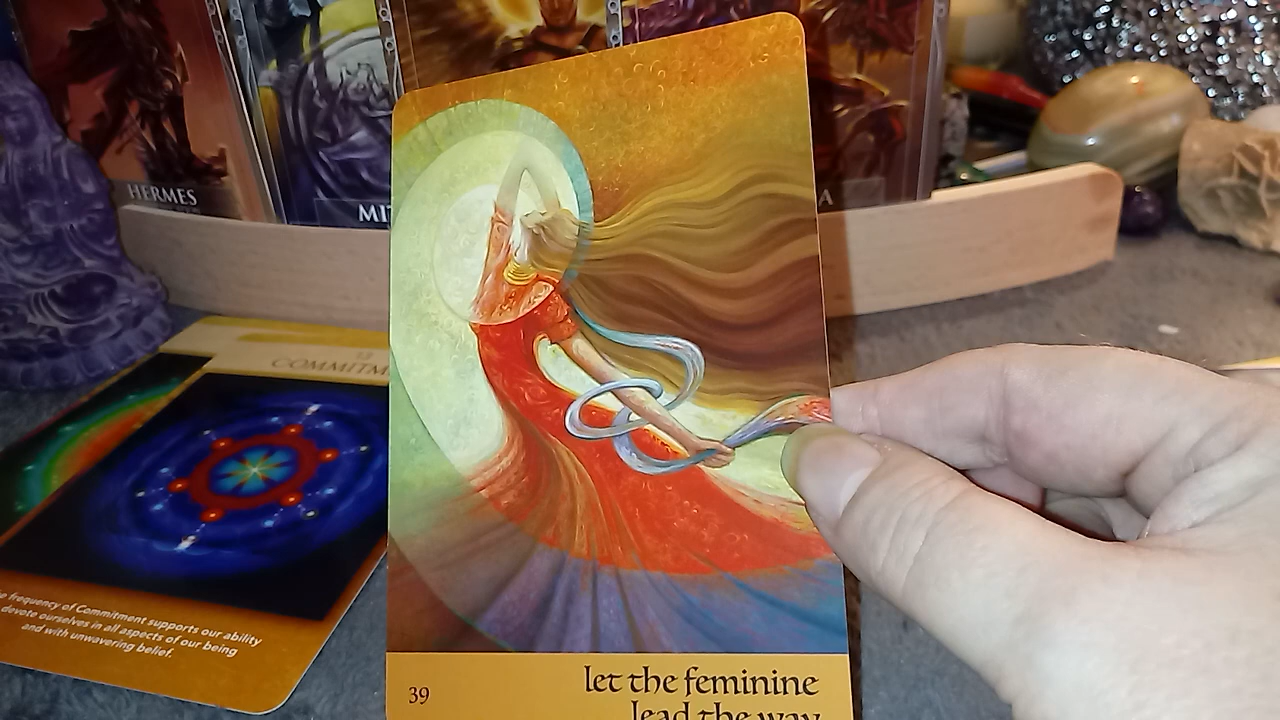 HERMES
MIT
A
COMMITM
e frequency of Commitment supports our ability
devote ourselves in all aspects of our being
and with unwavering belief.
39
let the feminine
lead the way